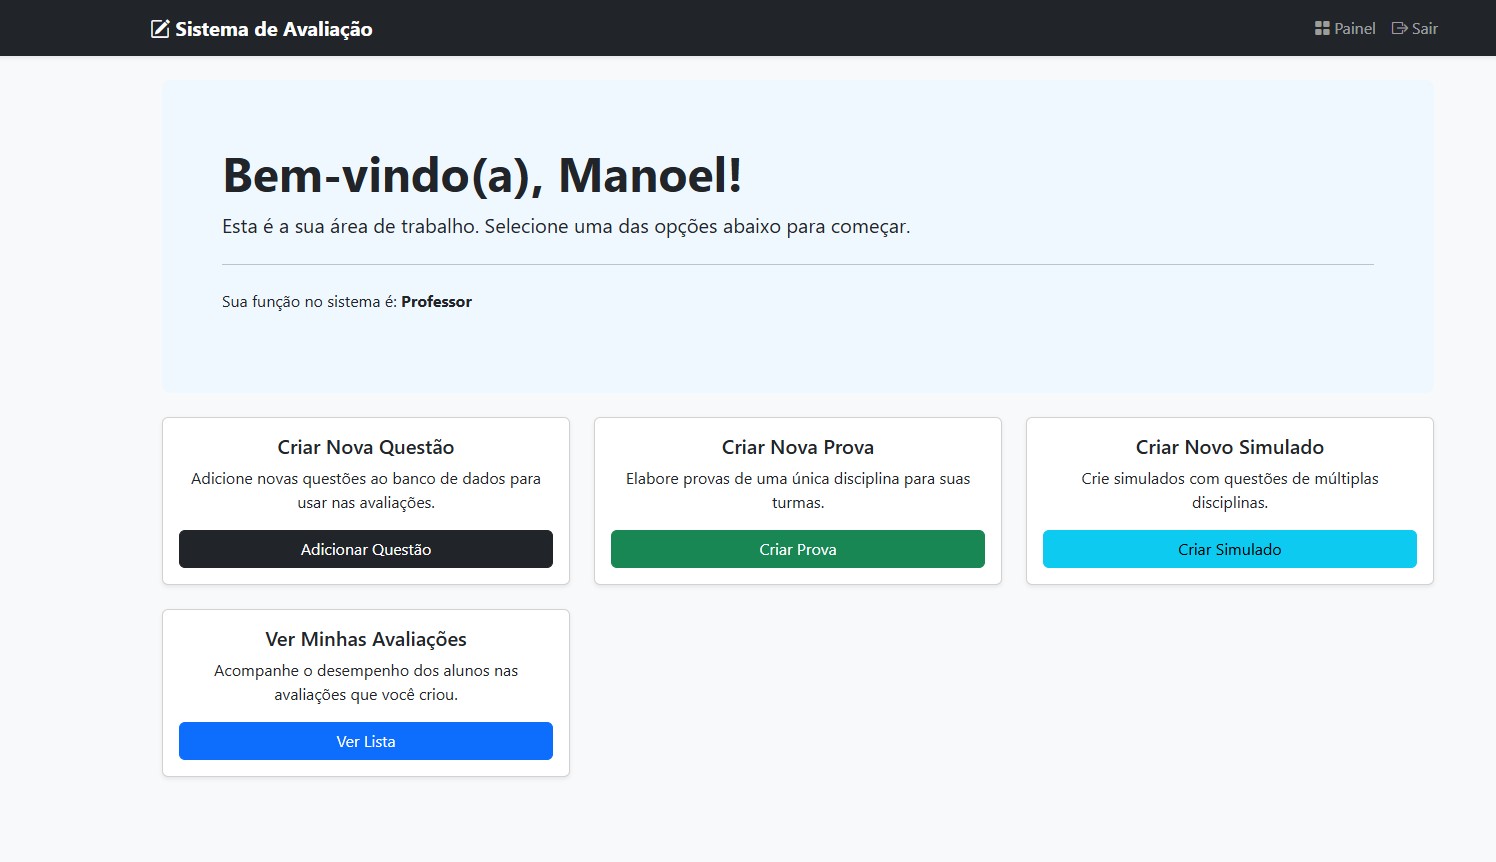 Sistema de Avaliação
Painel
Sair
Bem-vindo(a), Manoel!
Esta é a sua área de trabalho. Selecione uma das opções abaixo para começar.
Sua função no sistema é: Professor
Criar Nova Questão
Adicione novas questões ao banco de dados para
usar nas avaliações.
Adicionar Questão
Criar Nova Prova
Elabore provas de uma única disciplina para suas
turmas.
Criar Prova
Criar Novo Simulado
Crie simulados com questões de múltiplas
disciplinas.
Criar Simulado
Ver Minhas Avaliações
Acompanhe o desempenho dos alunos nas
avaliações que você criou.
Ver Lista